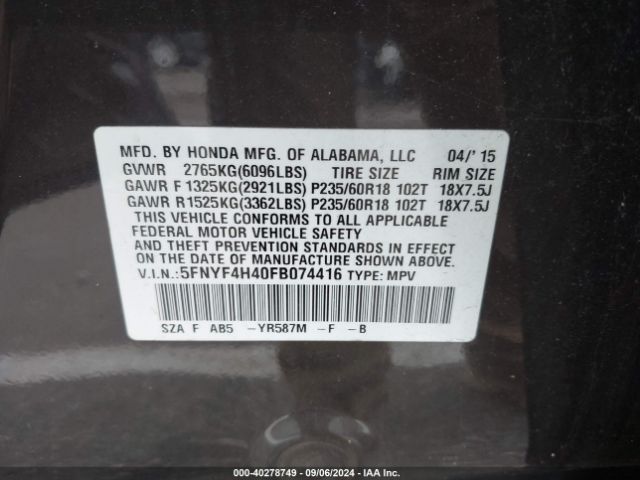 MFD. BY HONDA MFG. OF ALABAMA, LLC 04/'15
GVWR 2765KG(6096LBS) TIRE SIZE RIM SIZE
GAWR F 1325KG(2921LBS) P235/60R18 102T 18X7.5J
GAWR R1525KG(3362LBS) P235/60R18 102T 18X7.5J
THIS VEHICLE CONFORMS TO ALL APPLICABLE
FEDERAL MOTOR VEHICLE SAFETY
AND THEFT PREVENTION STANDARDS IN EFFECT
ON THE DATE OF MANUFACTURE SHOWN ABOVE.
V.I.N.:5FNYF4H40FB074416 TYPE: MPV
SZA F AB5 -YR587M -F -B
000-40278749 - 09/06/2024 - IAA Inc.